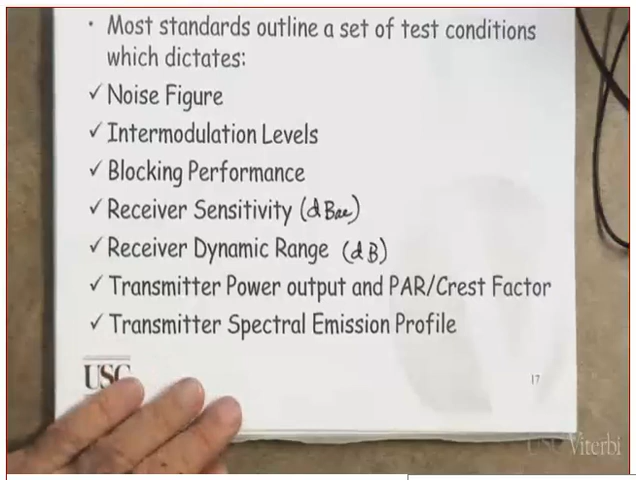 • Most standards outline a set of test conditions
which dictates:
✓ Noise Figure
✓ Intermodulation Levels
✓ Blocking Performance
✓ Receiver Sensitivity
✓ Receiver Dynamic Range (dB)
✓ Transmitter Power output and PAR/Crest Factor
✓ Transmitter Spectral Emission Profile
USC
17
USC Viterbi